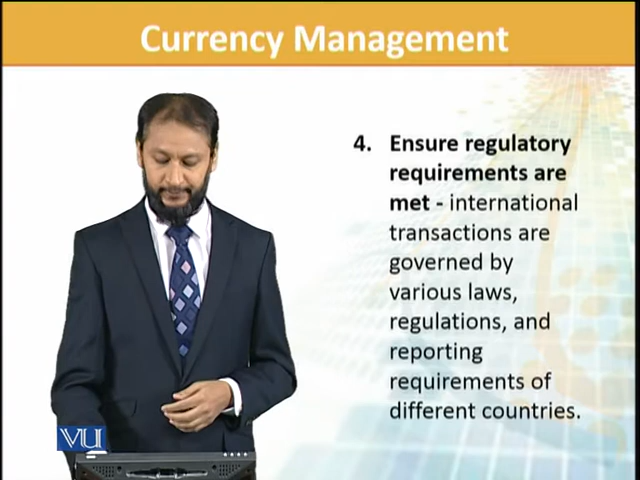 Currency Management
4. Ensure regulatory
requirements are
met - international
transactions are
governed by
various laws,
regulations, and
reporting
requirements of
different countries.
VU